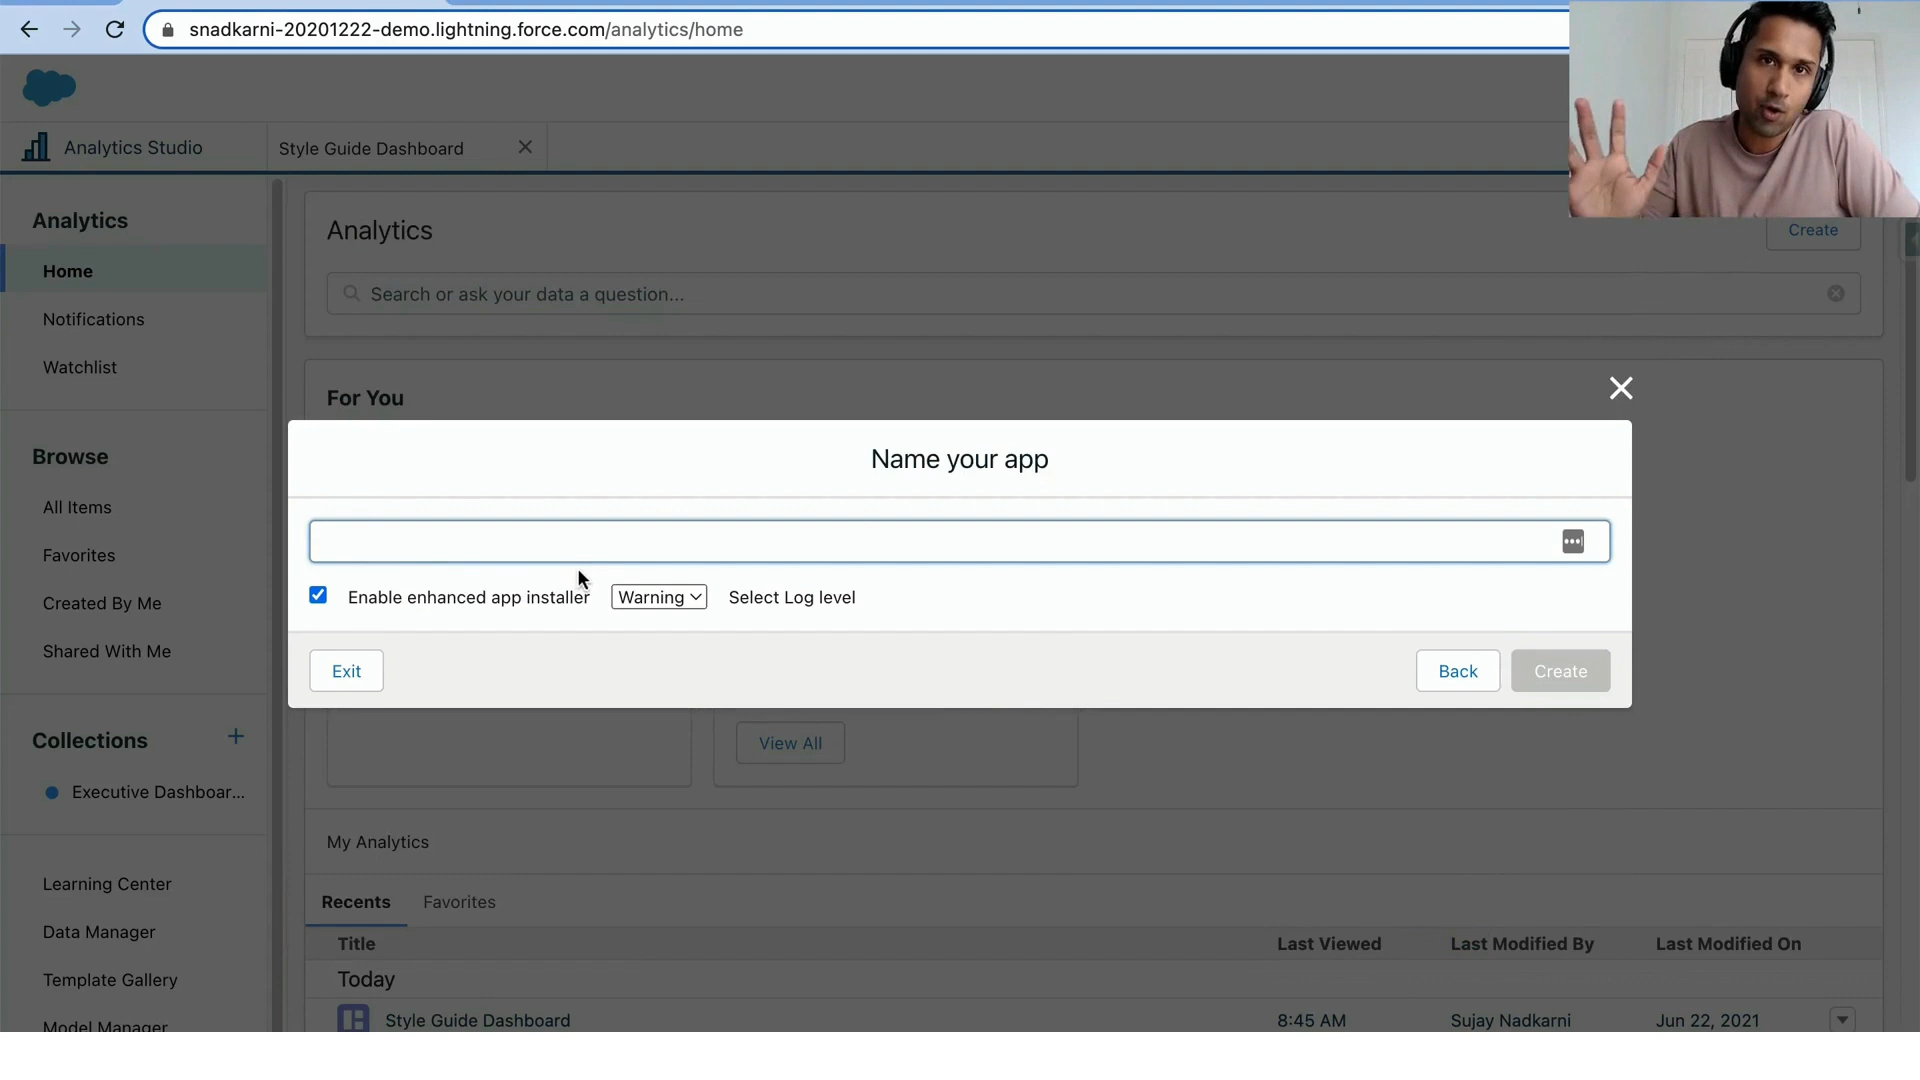 snadkarni-20201222-demo.lightning.force.com/analytics/home
Analytics Studio
Style Guide Dashboard
Analytics
Home
Notifications
Watchlist
Browse
All Items
Favorites
Created By Me
Shared With Me
Collections
Executive Dashboar...
Learning Center
Data Manager
Template Gallery
Model Manager
Analytics
Create
Search or ask your data a question...
For You
Name your app
Enable enhanced app installer
Warning
Select Log level
Exit
Back
Create
View All
My Analytics
Recents
Favorites
Title
Last Viewed
Last Modified By
Last Modified On
Today
Style Guide Dashboard
8:45 AM
Sujay Nadkarni
Jun 22, 2021